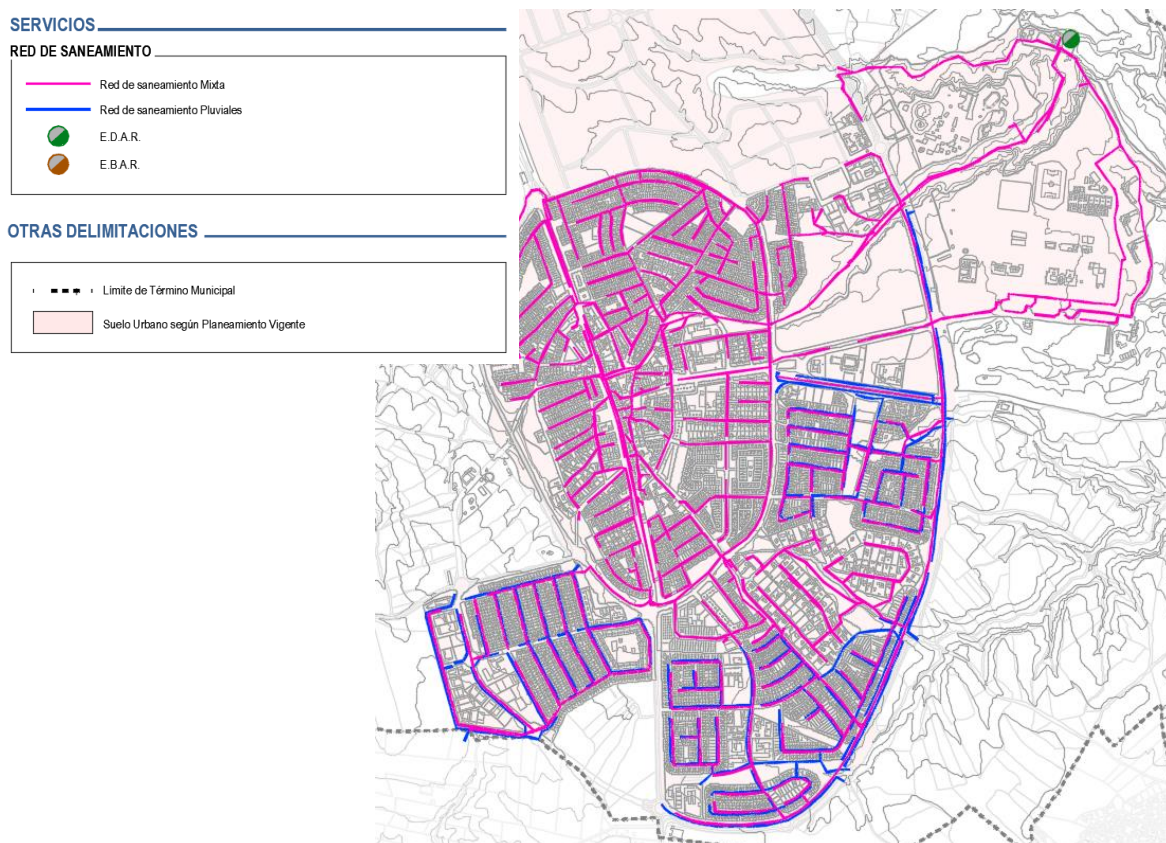 SERVICIOS
RED DE SANEAMIENTO
Red de saneamiento Mixta
Red de saneamiento Pluviales
E.D.A.R.
E.B.A.R.
OTRAS DELIMITACIONES
Limite de Término Municipal
Suelo Urbano según Planeamiento Vigente